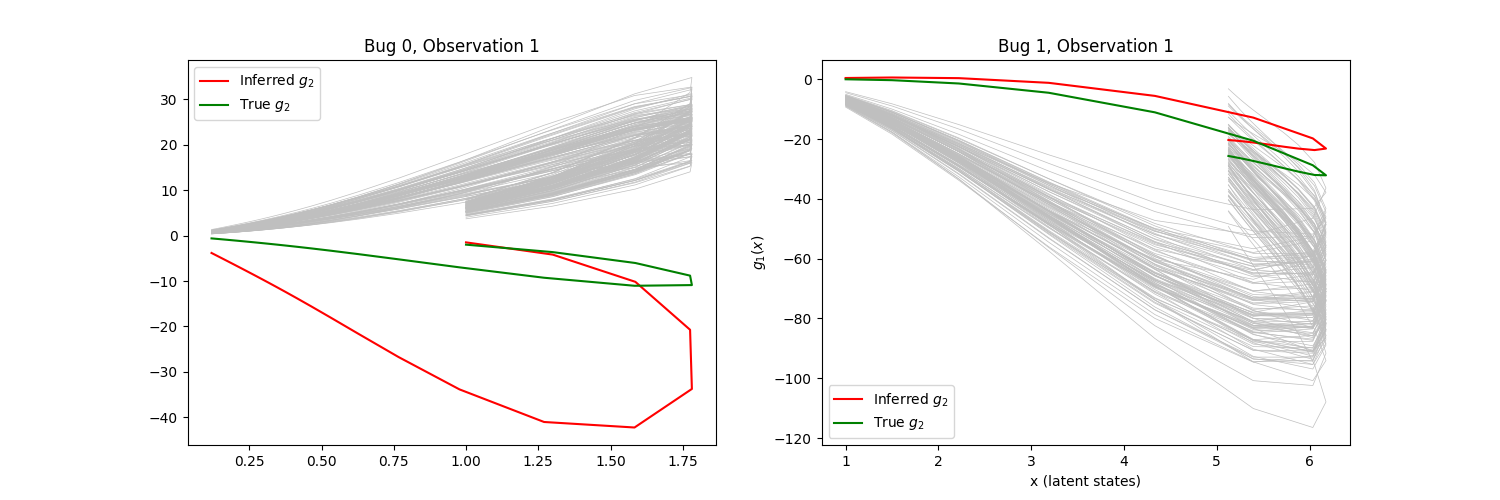 Bug 0, Observation 1
Inferred g₂
True g₂
30
20
10
0
−10
−20
−30
−40
0.25 0.50 0.75 1.00 1.25 1.50 1.75
Bug 1, Observation 1
0
−20
−40
−60
−80
−100
−120
g₁(x)
Inferred g₂
True g₂
1 2 3 4 5 6
x (latent states)